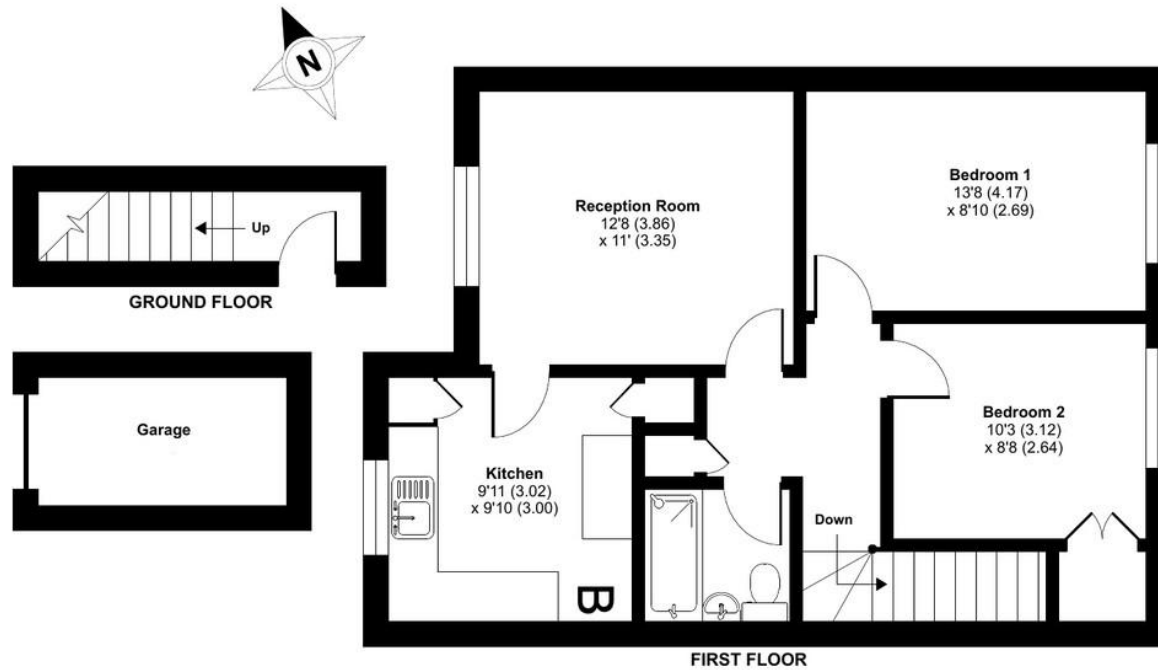 N
Up
GROUND FLOOR
Garage
Reception Room
12'8 (3.86)
x 11' (3.35)
Bedroom 1
13'8 (4.17)
x 8'10 (2.69)
Kitchen
9'11 (3.02)
x 9'10 (3.00)
Bedroom 2
10'3 (3.12)
x 8'8 (2.64)
Down
B
FIRST FLOOR